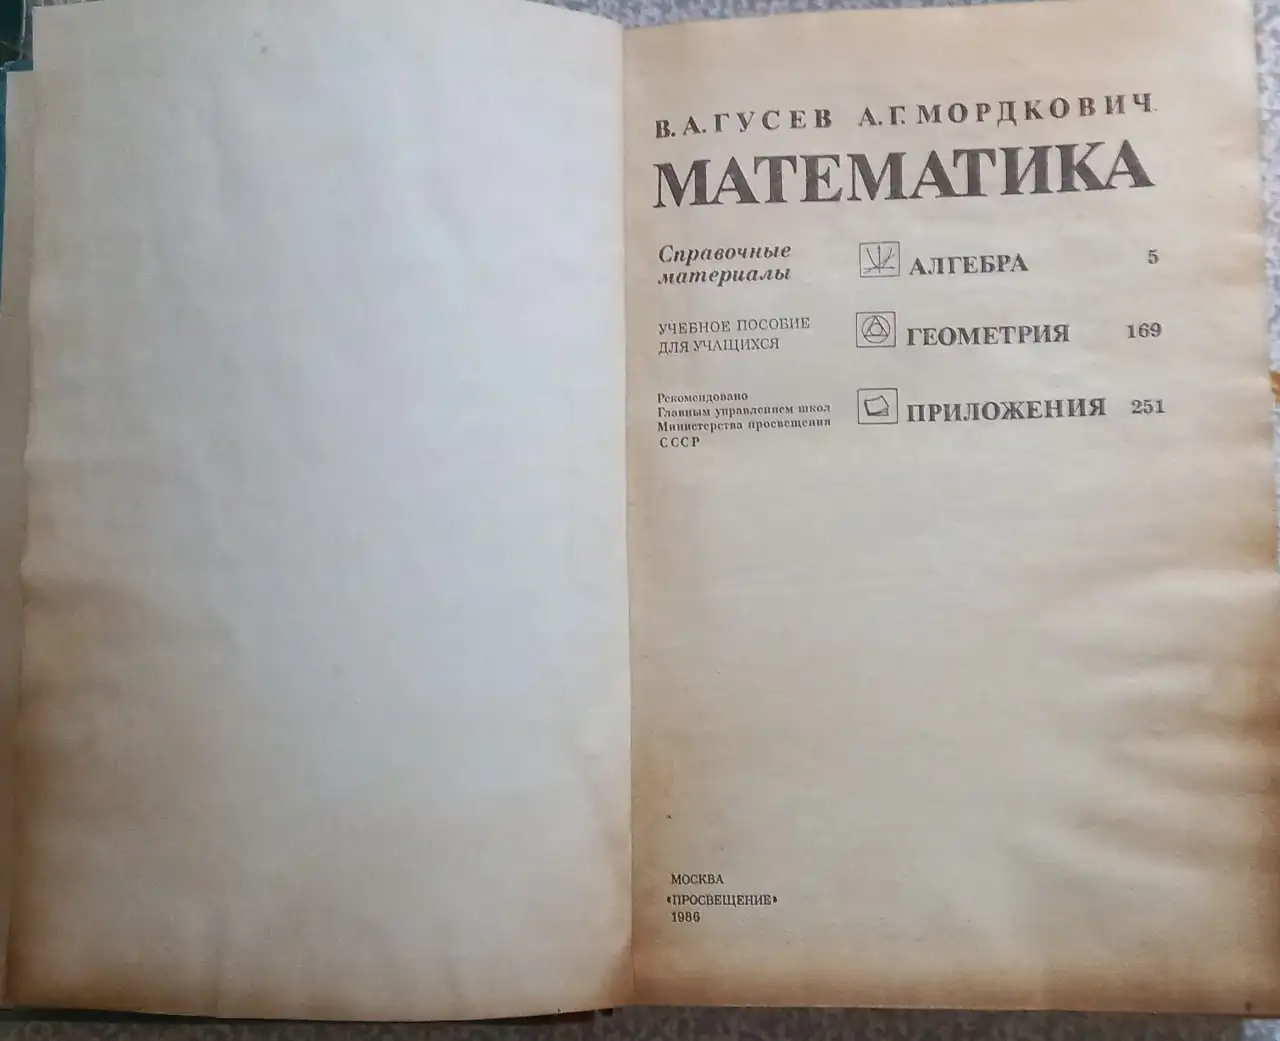 В. А. ГУСЕВ А. Г. МОРДКОВИЧ
МАТЕМАТИКА
Справочные
материалы
УЧЕБНОЕ ПОСОБИЕ
ДЛЯ УЧАЩИХСЯ
Рекомендовано
Главным управлением школ
Министерства просвещения
СССР
АЛГЕБРА 5
ГЕОМЕТРИЯ 169
ПРИЛОЖЕНИЯ 251
МОСКВА
«ПРОСВЕЩЕНИЕ»
1986